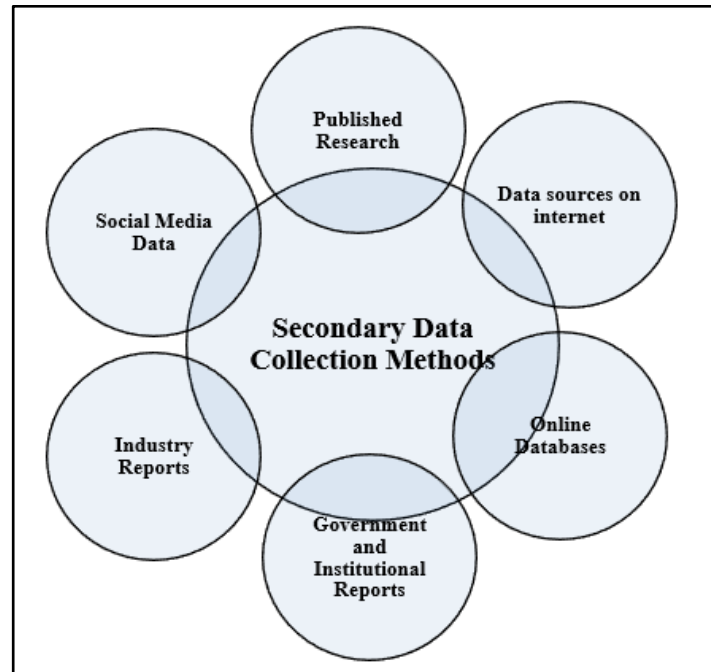 Published
Research
Data sources on
internet
Social Media
Data
Secondary Data
Collection Methods
Online
Databases
Industry
Reports
Government
and
Institutional
Reports